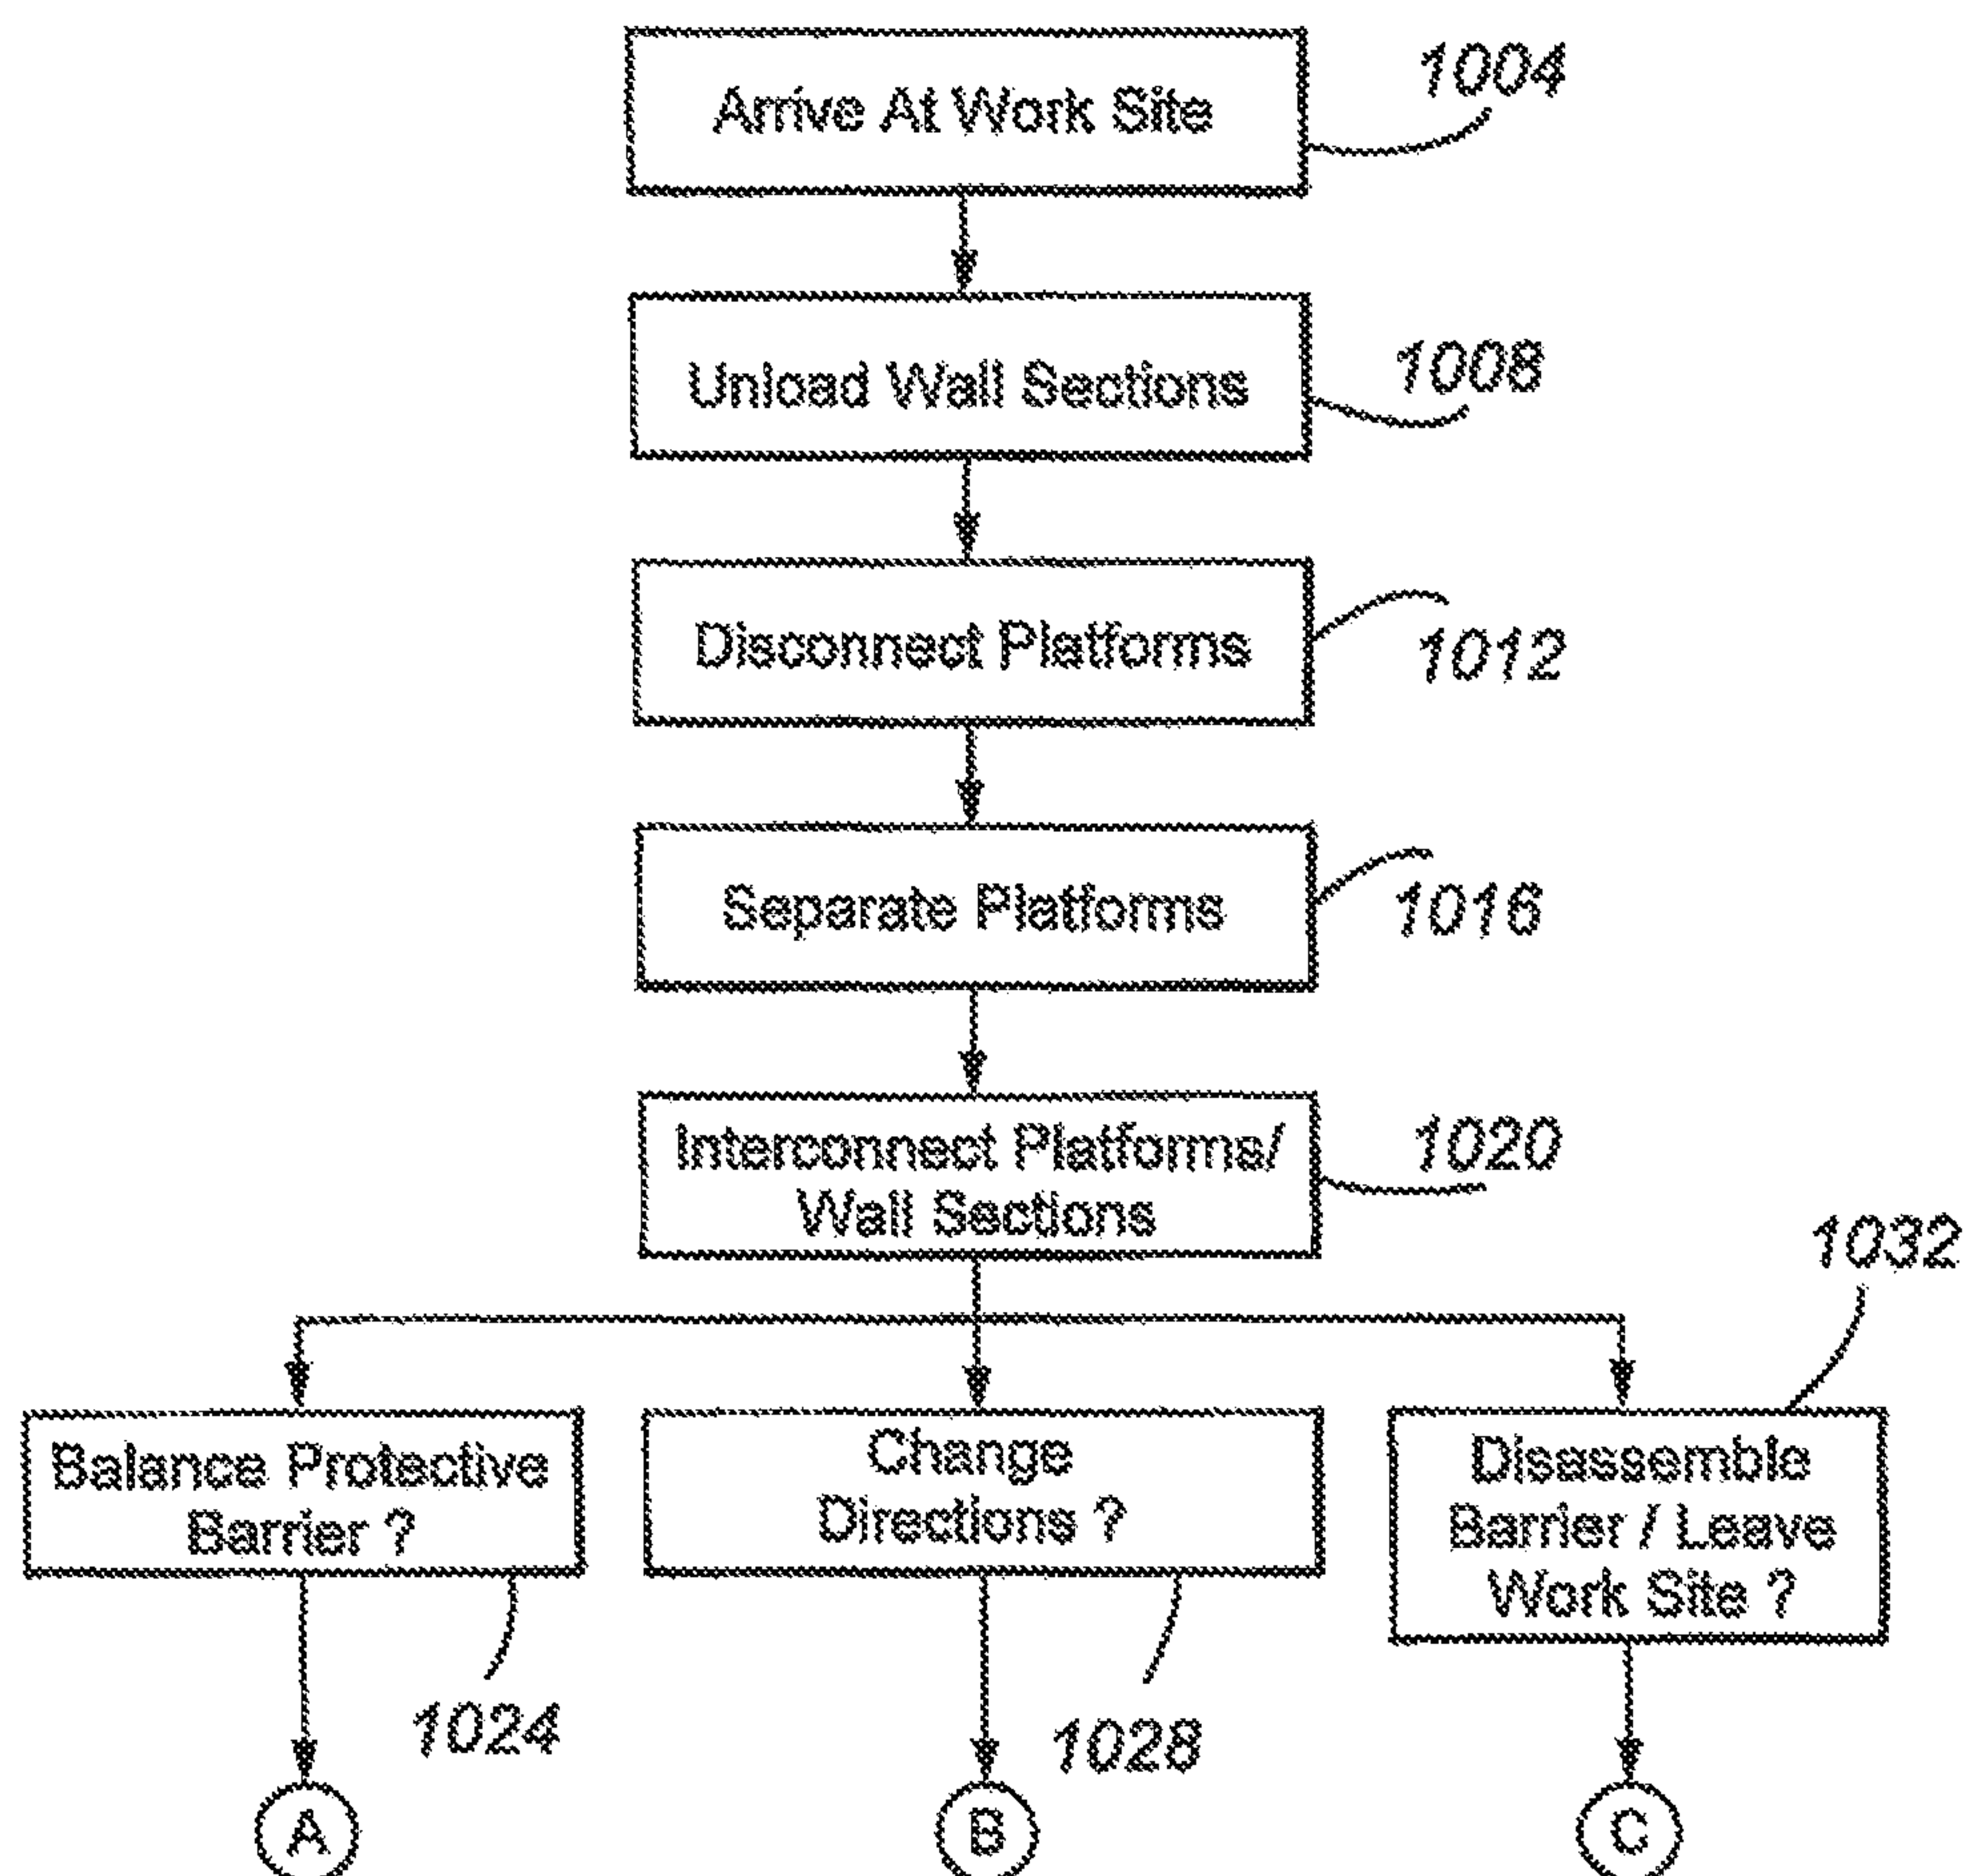 Arrive At Work Site
1004
Unload Wall Sections
1008
Disconnect Platforms
1012
Separate Platforms
1016
Interconnect Platforms/
Wall Sections
1020
1032
Balance Protective
Barrier ?
Change
Directions ?
Disassemble
Barrier / Leave
Work Site ?
1024
1028
A
B
C